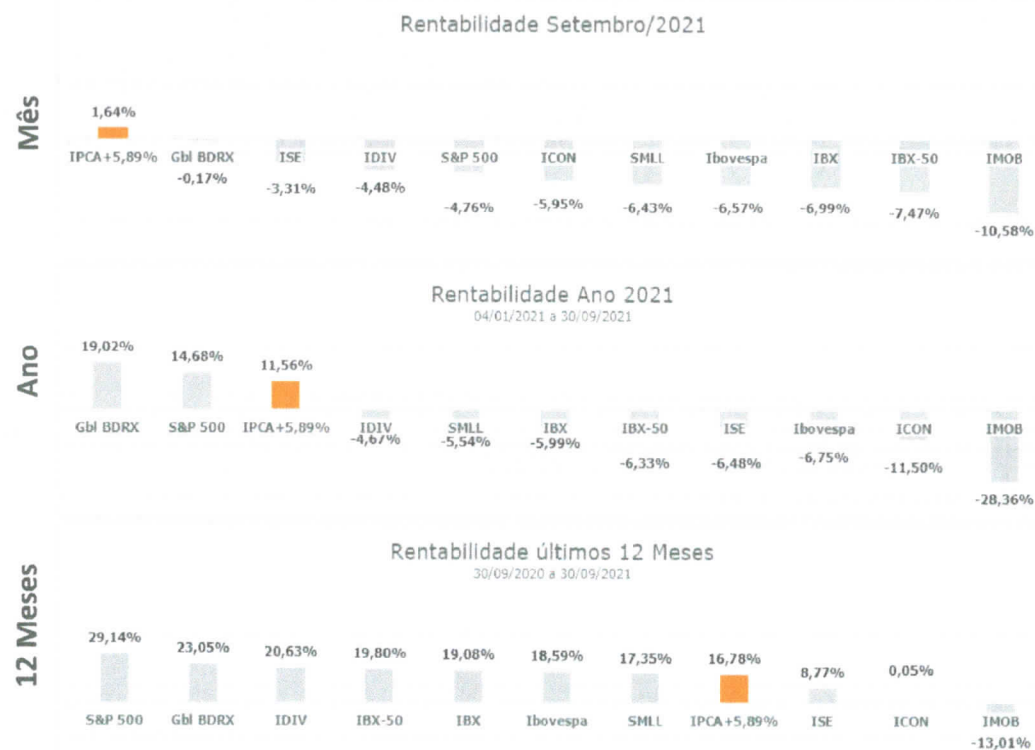 Rentabilidade Setembro/2021
Mês
1,64%
IPCA+5,89% Gbl BDRX ISE IDIV S&P 500 ICON SMLL Ibovespa IBX IBX-50 IMOB
-0,17% -3,31% -4,48% -4,76% -5,95% -6,43% -6,57% -6,99% -7,47% -10,58%
Rentabilidade Ano 2021
04/01/2021 a 30/09/2021
Ano
19,02% 14,68% 11,56%
Gbl BDRX S&P 500 IPCA+5,89% IDIV SMLL IBX IBX-50 ISE Ibovespa ICON IMOB
-4,67% -5,54% -5,99% -6,33% -6,48% -6,75% -11,50% -28,36%
Rentabilidade últimos 12 Meses
30/09/2020 a 30/09/2021
12 Meses
29,14% 23,05% 20,63% 19,80% 19,08% 18,59% 17,35% 16,78% 8,77% 0,05%
S&P 500 Gbl BDRX IDIV IBX-50 IBX Ibovespa SMLL IPCA+5,89% ISE ICON IMOB
-13,01%